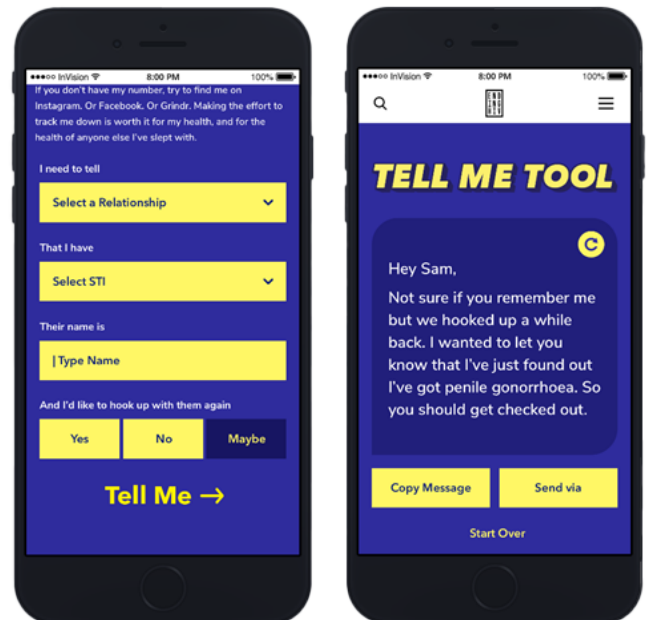 InVision 8:00 PM 100%
If you don't have my number, try to find me on
Instagram. Or Facebook. Or Grindr. Making the effort to
track me down is worth it for my health, and for the
health of anyone else I've slept with.
I need to tell
Select a Relationship
That I have
Select STI
Their name is
Type Name
And I'd like to hook up with them again
Yes No Maybe
Tell Me →
InVision 8:00 PM 100%
TELL ME TOOL
Hey Sam,
Not sure if you remember me
but we hooked up a while
back. I wanted to let you
know that I've just found out
I've got penile gonorrhoea. So
you should get checked out.
Copy Message Send via
Start Over